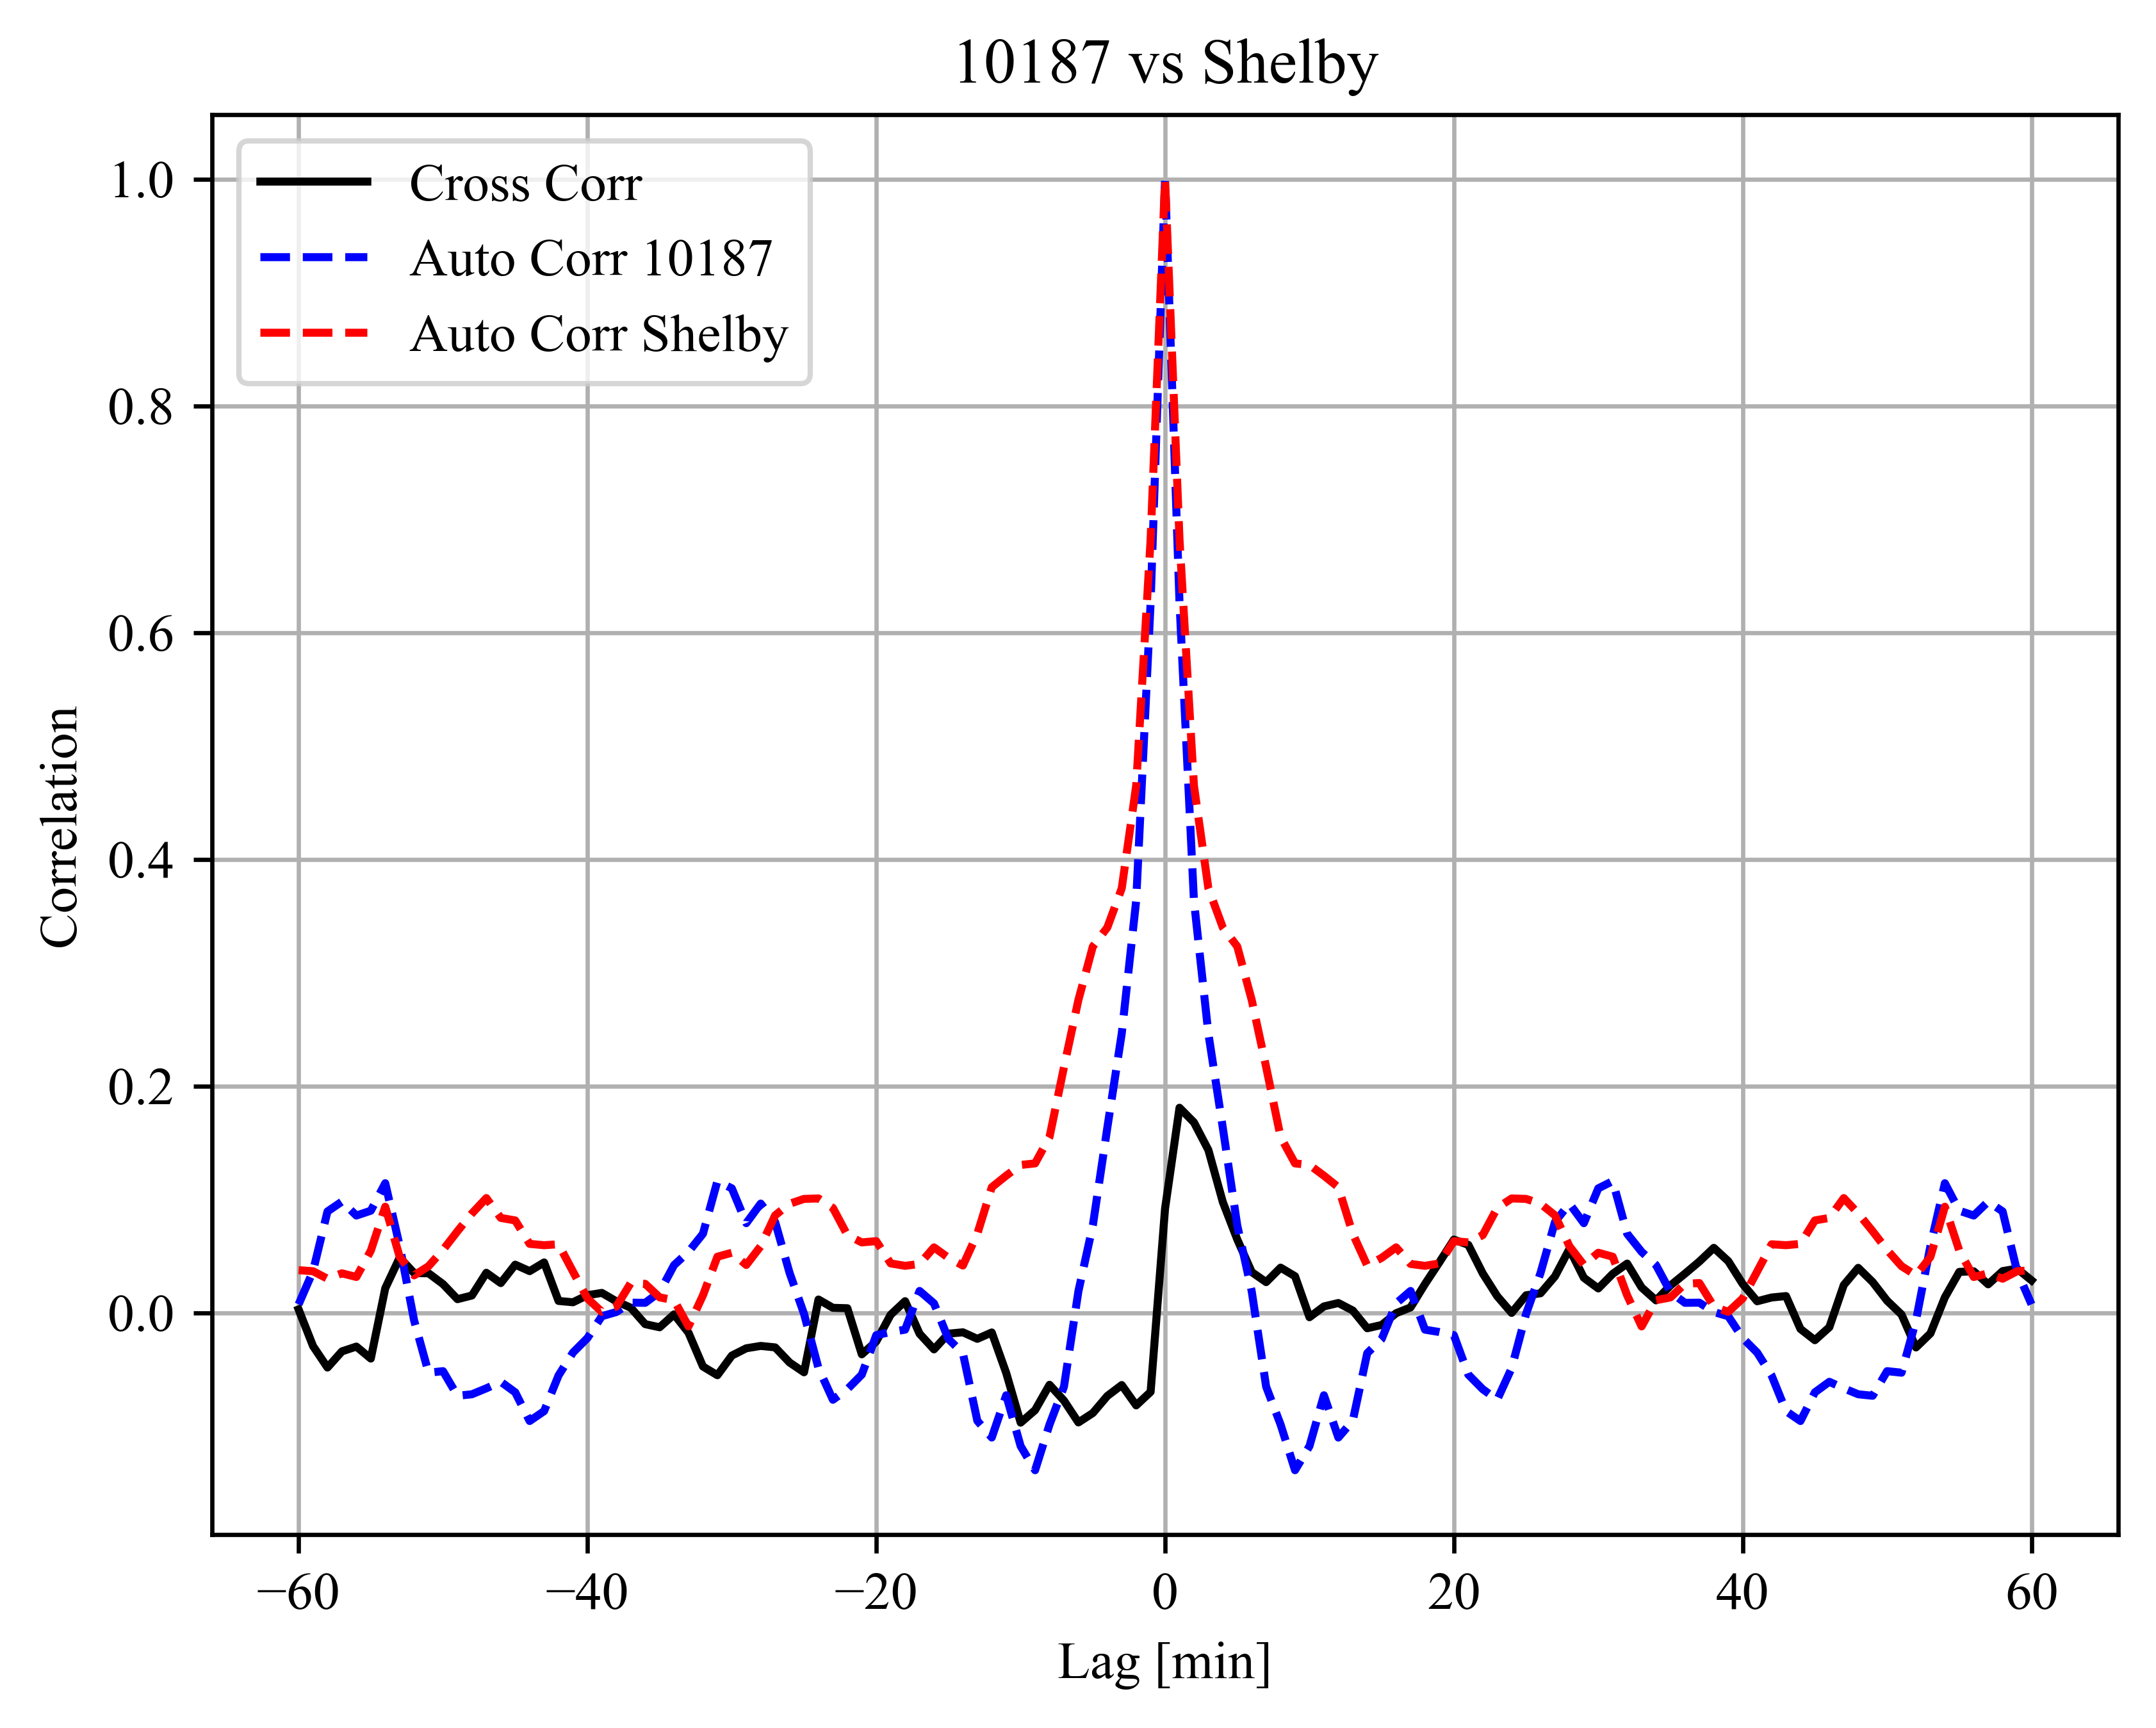 10187 vs Shelby
Cross Corr
Auto Corr 10187
Auto Corr Shelby
1.0
0.8
0.6
0.4
0.2
0.0
Correlation
−60 −40 −20 0 20 40 60
Lag [min]